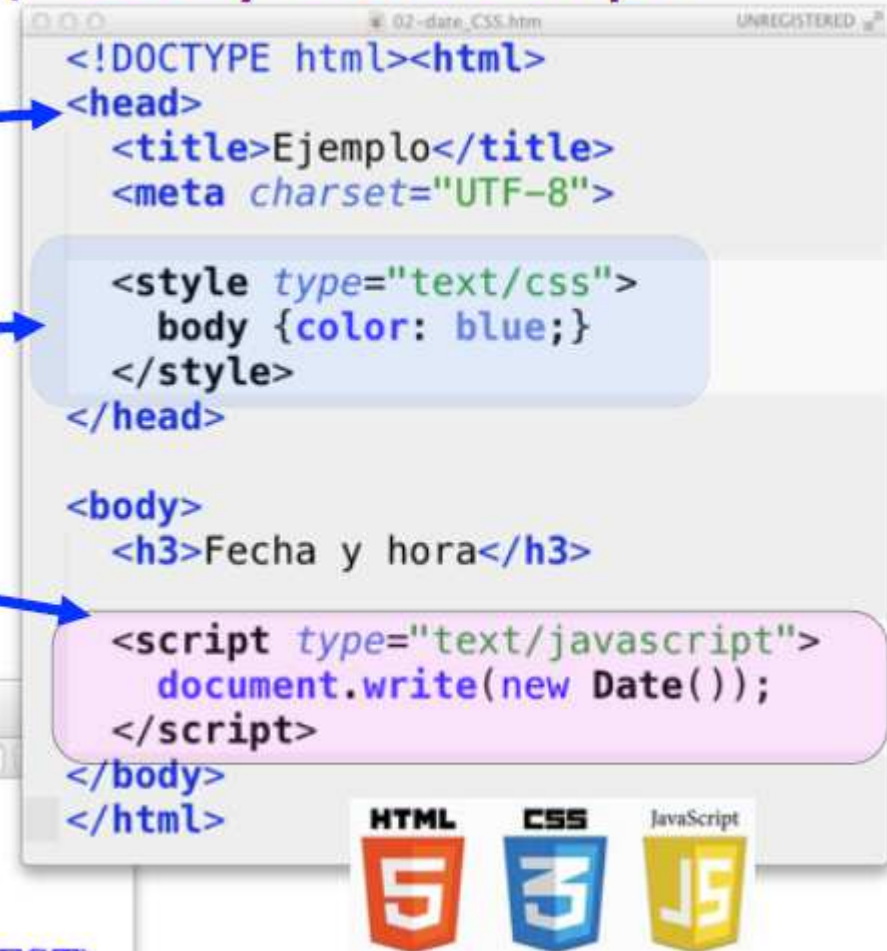 02-date_CSS.htm
UNREGISTERED
<!DOCTYPE html><html>
<head>
<title>Ejemplo</title>
<meta charset="UTF-8">
<style type="text/css">
body {color: blue;}
</style>
</head>
<body>
<h3>Fecha y hora</h3>
<script type="text/javascript">
document.write(new Date());
</script>
</body>
</html>
HTML
5
CSS
3
JavaScript
JS